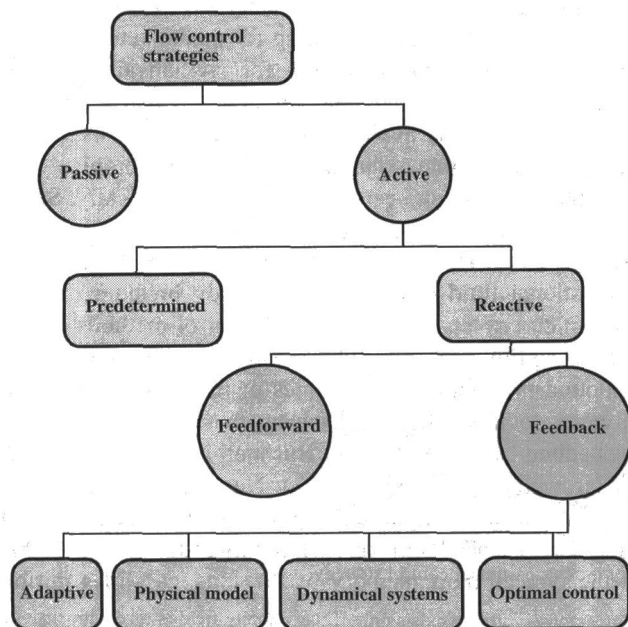 Flow control
strategies
Passive
Active
Predetermined
Reactive
Feedforward
Feedback
Adaptive
Physical model
Dynamical systems
Optimal control